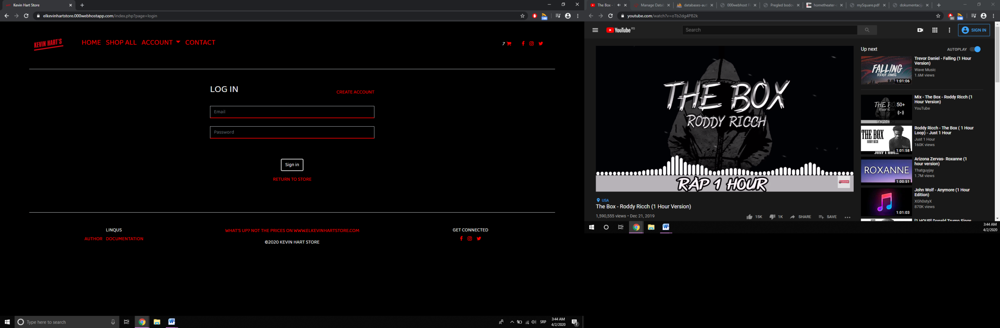 Kevin Hart Store
elkevinhartstore.000webhostapp.com/index.php?page=login
100
KEVIN HART'S
HOME SHOP ALL ACCOUNT CONTACT
7
LOG IN
CREATE ACCOUNT
Email
Password
Sign in
RETURN TO STORE
LINQUS
AUTHOR DOCUMENTATION
WHAT'S UP? NOT THE PRICES ON WWW.ELKEVINHARTSTORE.COM
©2020 KEVIN HART STORE
GET CONNECTED
Type here to search
SRP
3:44 AM
4/2/2020
2
The Box -
Manage Datab
databases-aut
000webhost Fi
Pregled bodov
hometheater-
mySquare.pdf
dokumentacij
youtube.com/watch?v=oTb2dg4PB2k
11
100
YouTube RS
Search
SIGN IN
THE BOX
RODDY RICCH
RAP 1 HOUR
USA
The Box - Roddy Ricch (1 Hour Version)
1,590,555 views • Dec 21, 2019
15K
1K
SHARE
SAVE
Up next
AUTOPLAY
FALLING
TREVOR DANIEL
1:01:06
Trevor Daniel - Falling (1 Hour
Version)
Wave Music
1.6M views
50+
Mix - The Box - Roddy Ricch (1
Hour Version)
YouTube
THE BOX
RODDY RICCH
JUST 1 HOUR
1:01:58
Roddy Ricch - The Box ( 1 Hour
Loop) - Just 1 Hour
Just 1 Hour
160K views
ROXANNE
1:00:51
Arizona Zervas- Roxanne (1
hour version)
Thatguyjay
1.7M views
1:01:03
John Wolf - Anymore (1 Hour
Edition)
XGh0styX
870K views
[1 HOUR] Donald Trump Sings
3:44 AM
4/2/2020